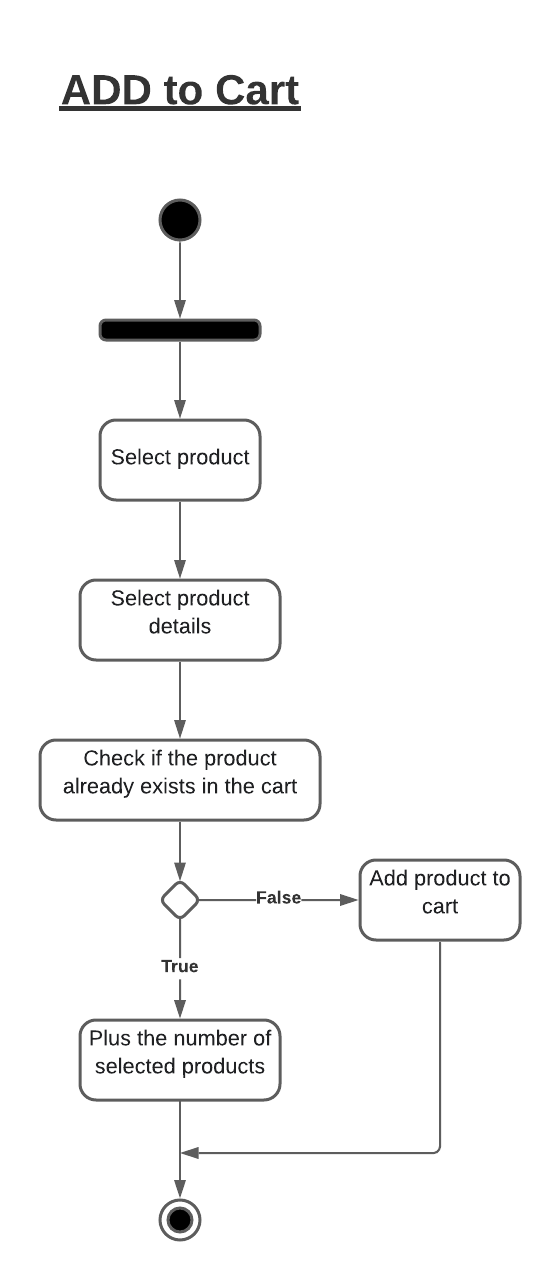 ADD to Cart
Select product
Select product
details
Check if the product
already exists in the cart
False
Add product to
cart
True
Plus the number of
selected products